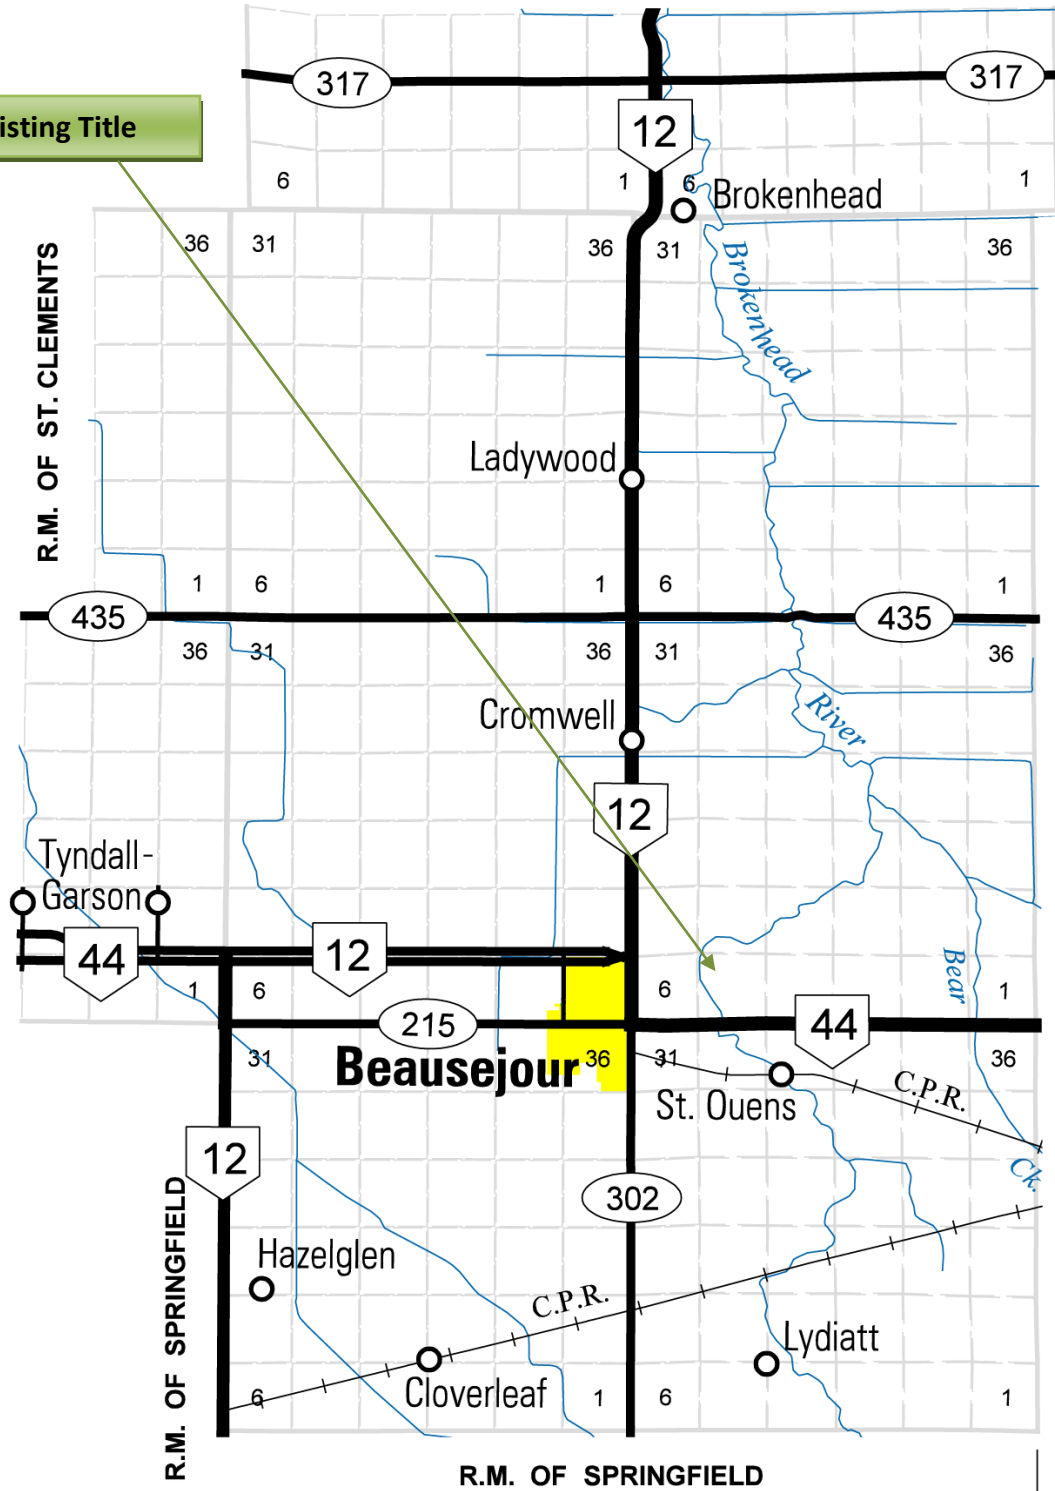 317
317
12
isting Title
6
1
6
1
Brokenhead
36
31
36
31
36
Brokenhead
R.M. OF ST. CLEMENTS
Ladywood
1
6
1
6
1
435
435
36
31
36
31
36
Cromwell
River
12
Tyndall-
Garson
44
12
Bear
1
6
6
1
215
44
Beausejour
31
36
31
36
St. Ouens
C.P.R.
12
Ck.
302
R.M. OF SPRINGFIELD
Hazelglen
C.P.R.
Lydiatt
Cloverleaf
6
1
6
1
R.M. OF SPRINGFIELD